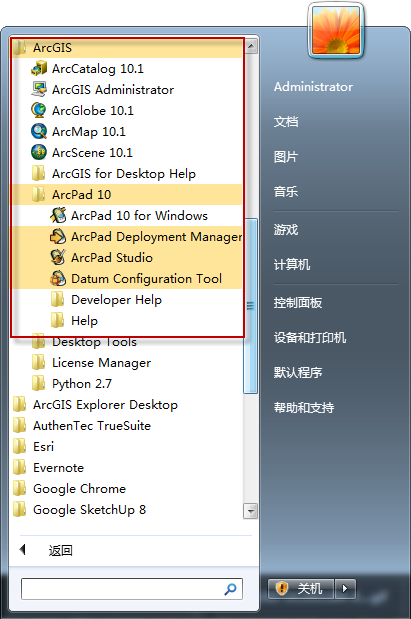 ArcGIS
ArcCatalog 10.1
ArcGIS Administrator
ArcGlobe 10.1
ArcMap 10.1
ArcScene 10.1
ArcGIS for Desktop Help
ArcPad 10
ArcPad 10 for Windows
ArcPad Deployment Manager
ArcPad Studio
Datum Configuration Tool
Developer Help
Help
Desktop Tools
License Manager
Python 2.7
ArcGIS Explorer Desktop
AuthenTec TrueSuite
Esri
Evernote
Google Chrome
Google SketchUp 8
返回
Administrator
文档
图片
音乐
游戏
计算机
控制面板
设备和打印机
默认程序
帮助和支持
关机